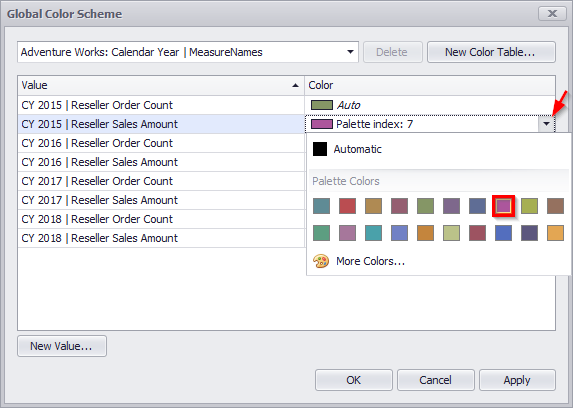 Global Color Scheme
Adventure Works: Calendar Year | MeasureNames
Delete
New Color Table...
Value
Color
CY 2015 | Reseller Order Count
Auto
CY 2015 | Reseller Sales Amount
Palette index: 7
CY 2016 | Reseller Order Count
Automatic
CY 2016 | Reseller Sales Amount
CY 2017 | Reseller Order Count
Palette Colors
CY 2017 | Reseller Sales Amount
CY 2018 | Reseller Order Count
CY 2018 | Reseller Sales Amount
More Colors...
New Value...
OK
Cancel
Apply